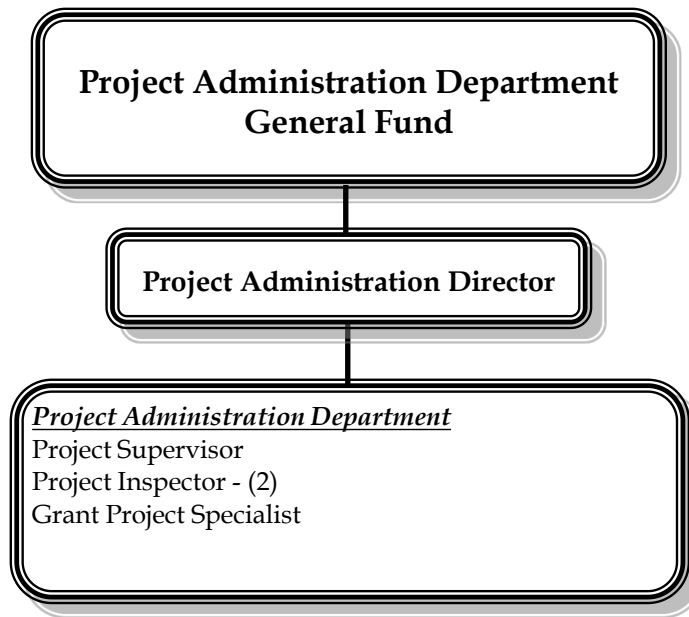 Project Administration Department
General Fund
Project Administration Director
Project Administration Department
Project Supervisor
Project Inspector - (2)
Grant Project Specialist